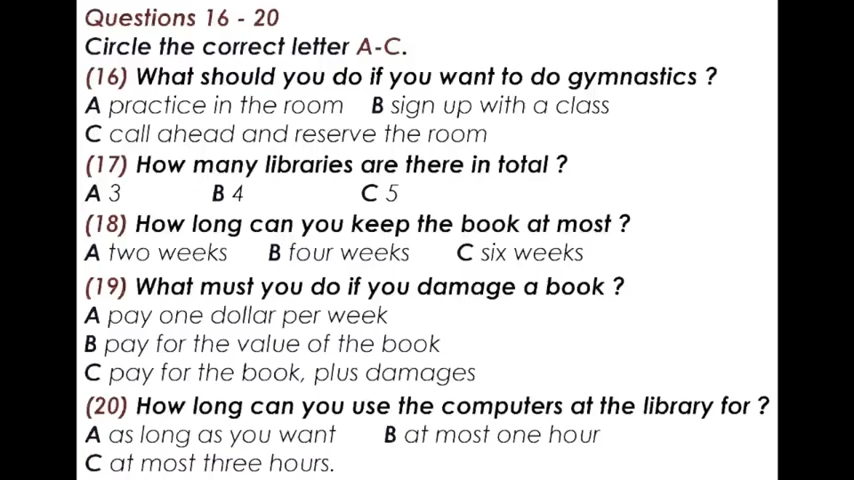 Questions 16 - 20
Circle the correct letter A-C.
(16) What should you do if you want to do gymnastics ?
A practice in the room B sign up with a class
C call ahead and reserve the room
(17) How many libraries are there in total ?
A 3 B 4 C 5
(18) How long can you keep the book at most ?
A two weeks B four weeks C six weeks
(19) What must you do if you damage a book ?
A pay one dollar per week
B pay for the value of the book
C pay for the book, plus damages
(20) How long can you use the computers at the library for ?
A as long as you want B at most one hour
C at most three hours.